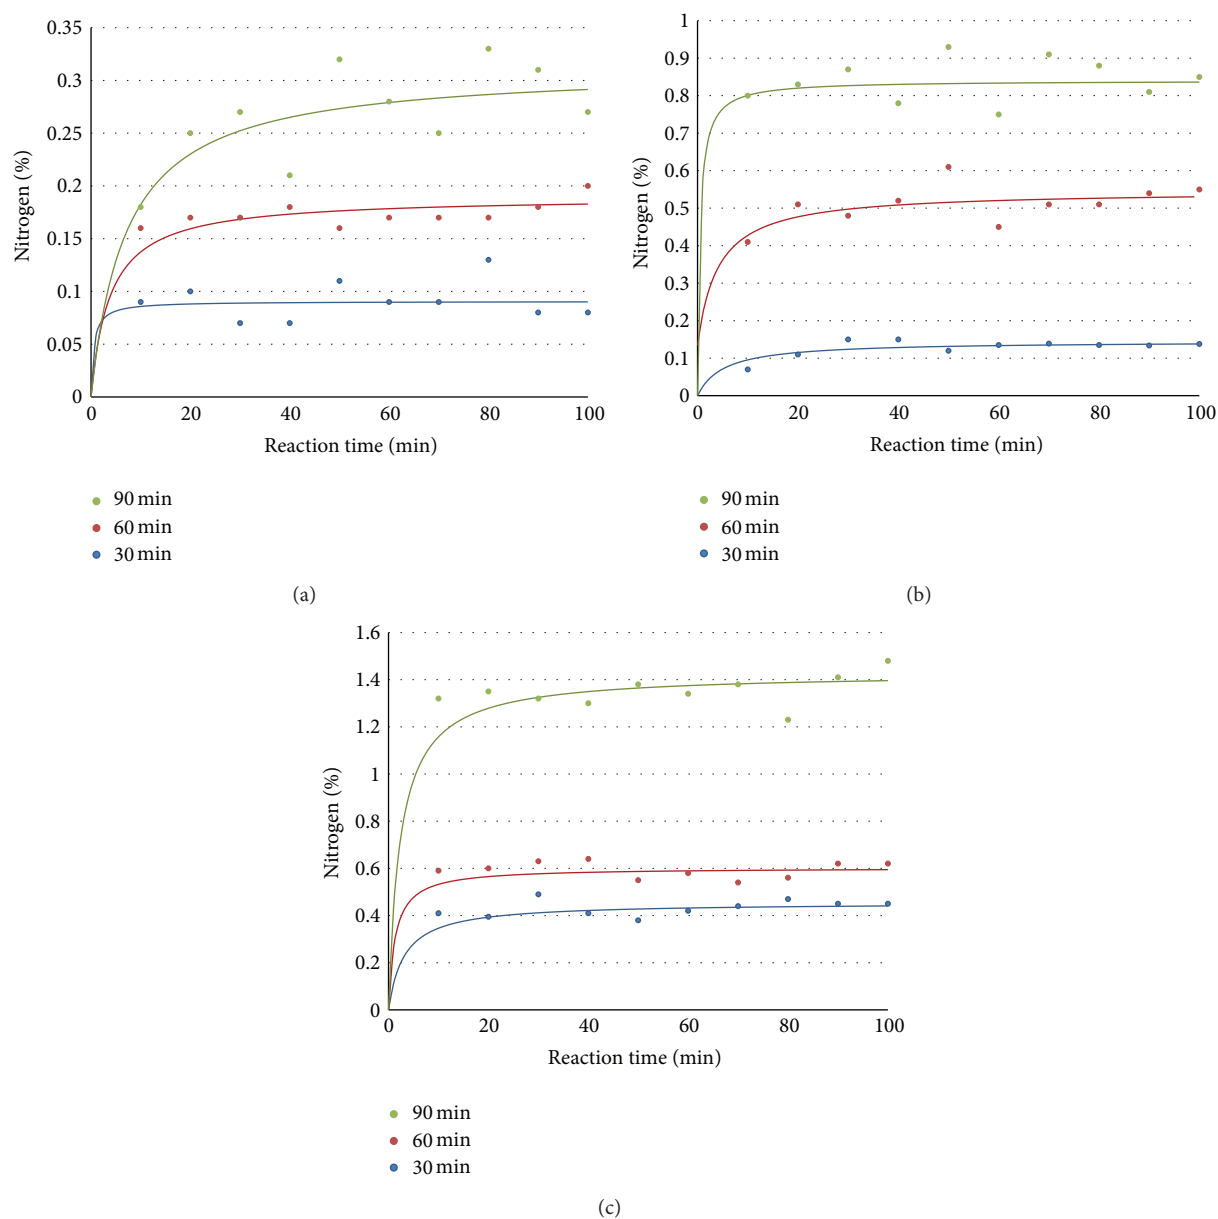 0.35
0.3
0.25
0.2
0.15
0.1
0.05
0
Nitrogen (%)
0 20 40 60 80 100
Reaction time (min)
90 min
60 min
30 min
(a)
1
0.9
0.8
0.7
0.6
0.5
0.4
0.3
0.2
0.1
0
Nitrogen (%)
0 20 40 60 80 100
Reaction time (min)
90 min
60 min
30 min
(b)
1.6
1.4
1.2
1
0.8
0.6
0.4
0.2
0
Nitrogen (%)
0 20 40 60 80 100
Reaction time (min)
90 min
60 min
30 min
(c)